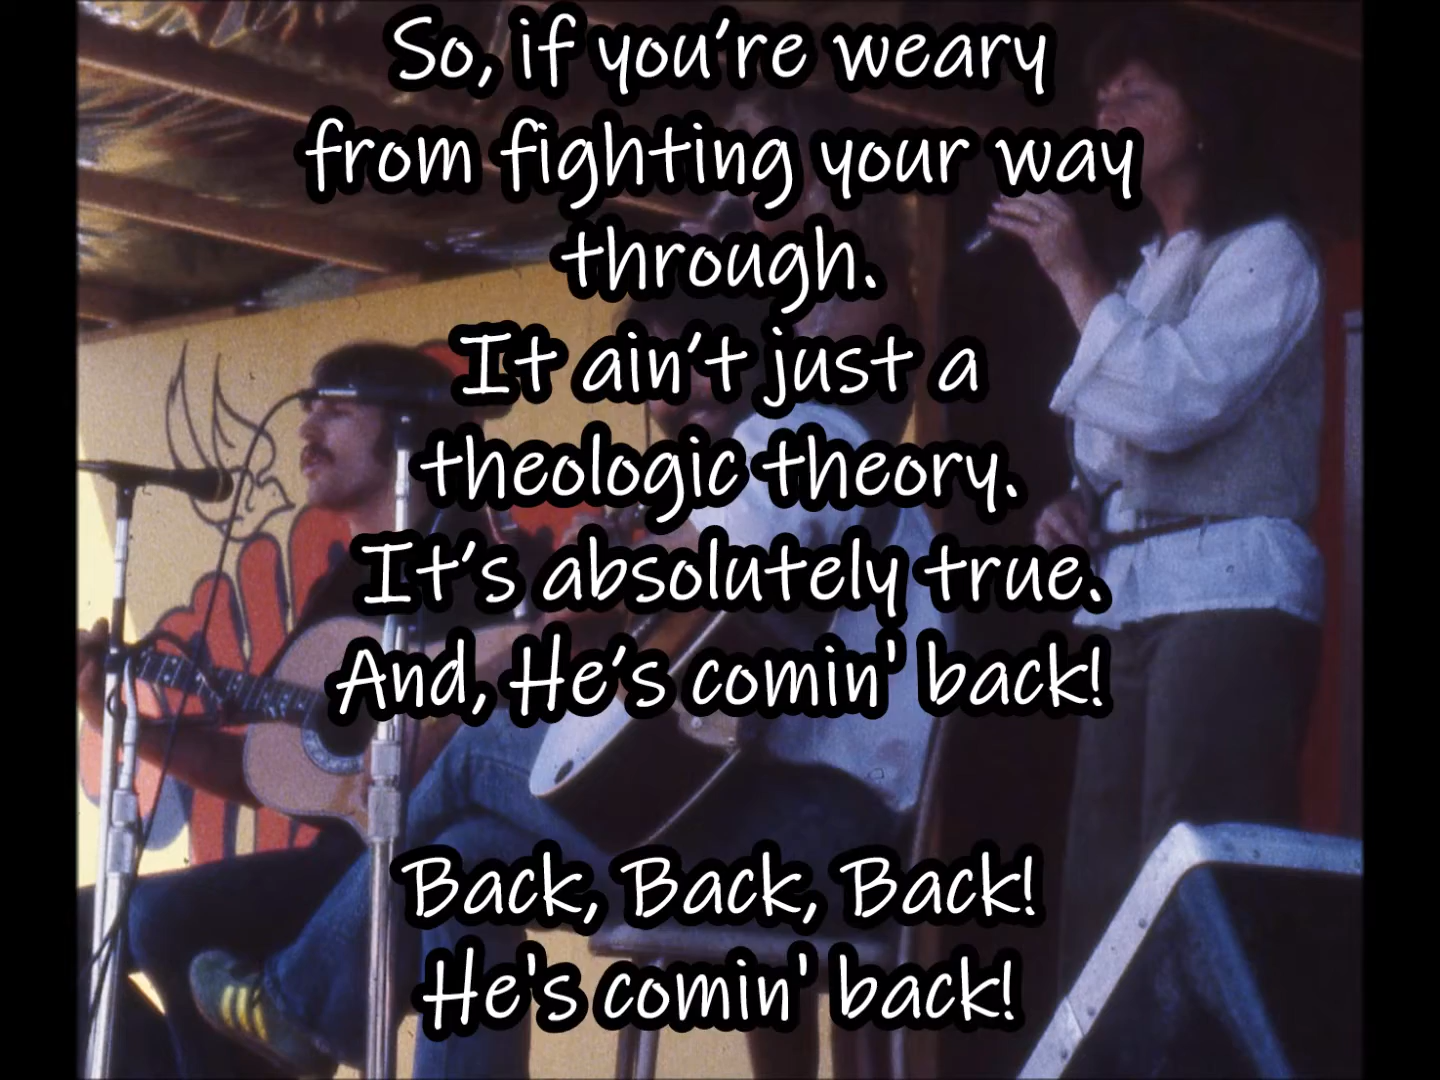 So, if you’re weary
from fighting your way
through.
It ain’t just a
theologic theory.
It’s absolutely true.
And, He’s comin' back!
Back, Back, Back!
He's comin' back!